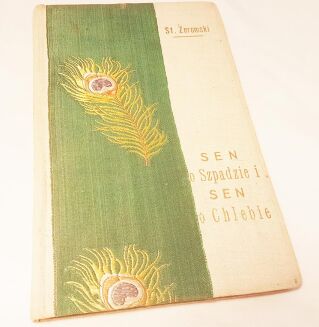 St. Żeromski
SEN
o Szpadzie i
SEN
o Chlebie